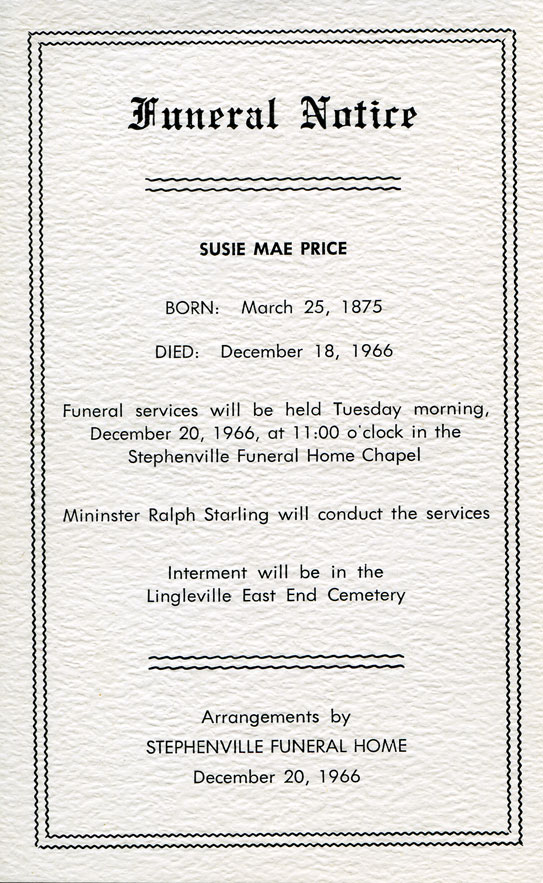 Funeral Notice
SUSIE MAE PRICE
BORN: March 25, 1875
DIED: December 18, 1966
Funeral services will be held Tuesday morning,
December 20, 1966, at 11:00 o'clock in the
Stephenville Funeral Home Chapel
Mininster Ralph Starling will conduct the services
Interment will be in the
Lingleville East End Cemetery
Arrangements by
STEPHENVILLE FUNERAL HOME
December 20, 1966